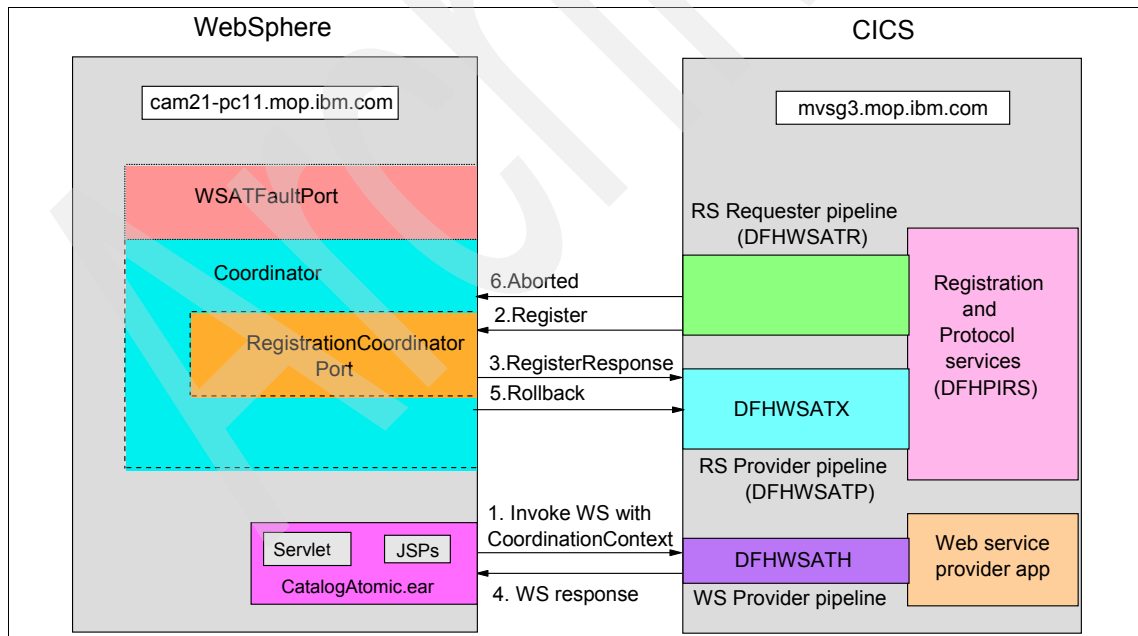 WebSphere
CICS
cam21-pc11.mop.ibm.com
mvsg3.mop.ibm.com
WSATFaultPort
RS Requester pipeline
(DFHWSATR)
Coordinator
6.Aborted
2.Register
Registration
and
Protocol
services
(DFHPIRS)
RegistrationCoordinator
Port
3.RegisterResponse
5.Rollback
DFHWSATX
RS Provider pipeline
(DFHWSATP)
1. Invoke WS with
CoordinationContext
Servlet
JSPs
CatalogAtomic.ear
DFHWSATH
Web service
provider app
4. WS response
WS Provider pipeline